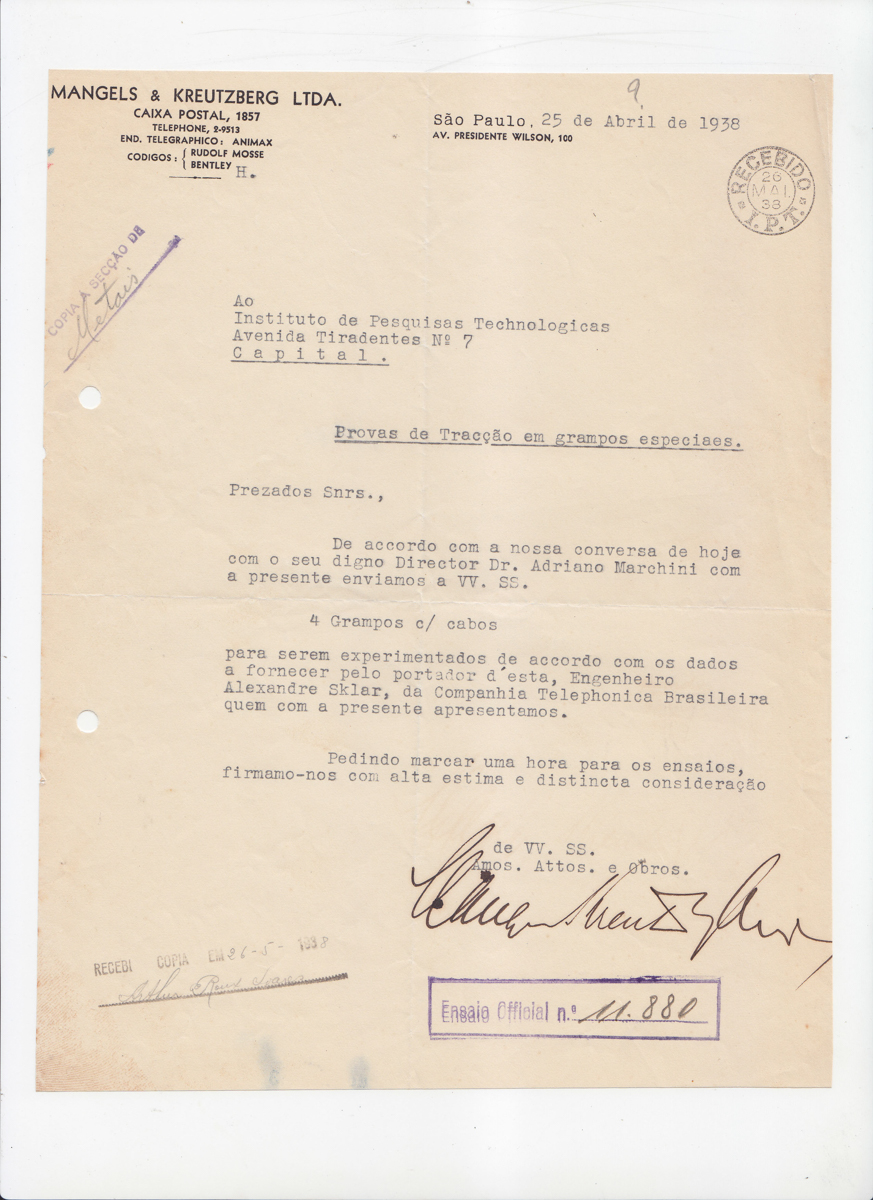 MANGELS & KREUTZBERG LTDA.
CAIXA POSTAL, 1857
TELEPHONE, 2-9513
END. TELEGRAPHICO: ANIMAX
CODIGOS: { RUDOLF MOSSE
BENTLEY
H.
9
São Paulo, 25 de Abril de 1938
AV. PRESIDENTE WILSON, 100
RECEBIDO
26
MAI.
38
I.P.T.
COPIA A SECÇÃO DE
Metais
Ao
Instituto de Pesquisas Technologicas
Avenida Tiradentes Nº 7
C a p i t a l .
Provas de Tracção em grampos especiaes.
Prezados Snrs.,
De accordo com a nossa conversa de hoje
com o seu digno Director Dr. Adriano Marchini com
a presente enviamos a VV. SS.
4 Grampos c/ cabos
para serem experimentados de accordo com os dados
a fornecer pelo portador d´esta, Engenheiro
Alexandre Sklar, da Companhia Telephonica Brasileira
quem com a presente apresentamos.
Pedindo marcar uma hora para os ensaios,
firmamo-nos com alta estima e distincta consideração
de VV. SS.
Amos. Attos. e Obros.
RECEBI COPIA EM 26-5-1938
Ensaio Official n.º 11.880